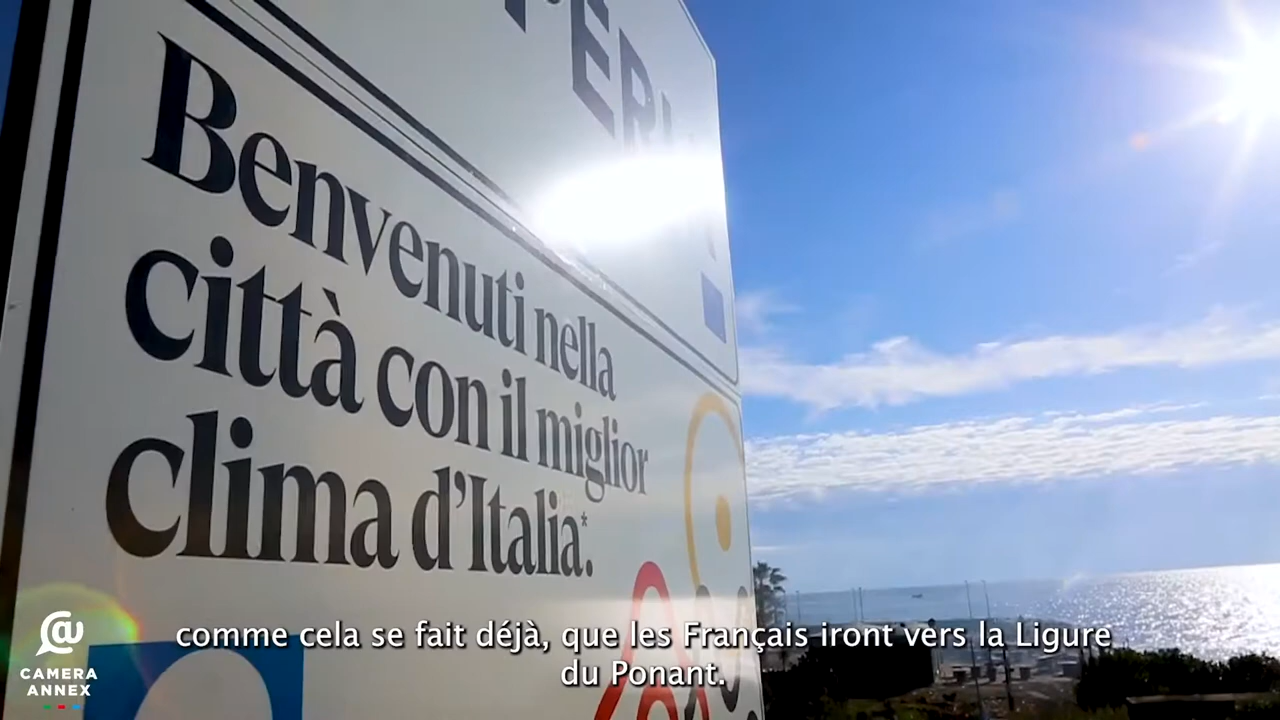 Benvenuti nella
città con il miglior
clima d'Italia*.
comme cela se fait déjà, que les Français iront vers la Ligure
du Ponant.
@
CAMERA
ANNEX